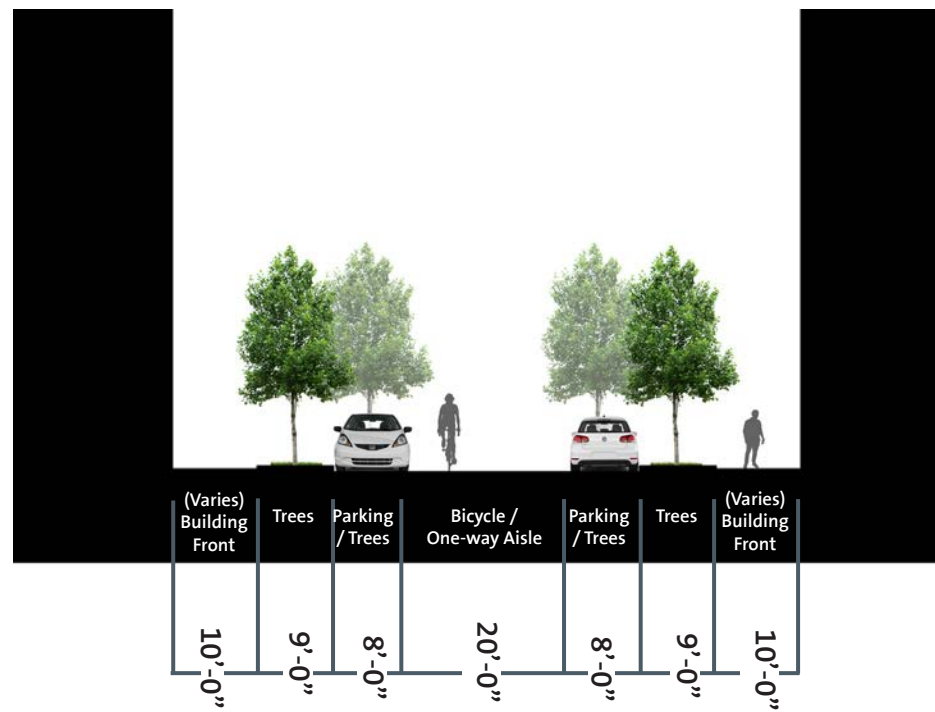 (Varies)
Building
Front
Trees
Parking
/ Trees
Bicycle /
One-way Aisle
Parking
/ Trees
Trees
(Varies)
Building
Front
10’-0”
9’-0”
8’-0”
20’-0”
8’-0”
9’-0”
10’-0”